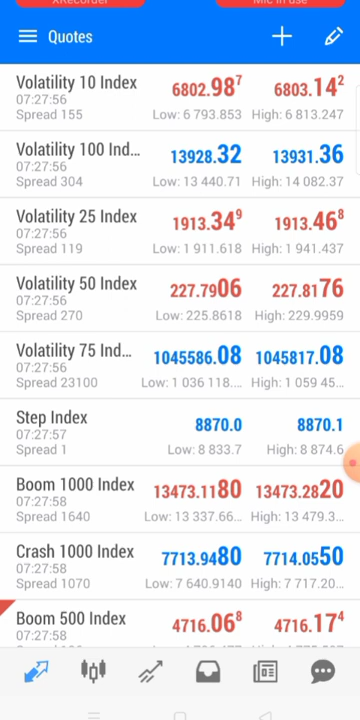 XRecorder
Mic in use
Quotes
Volatility 10 Index
07:27:56
Spread 155
6802.987
6803.142
Low: 6 793.853
High: 6 813.247
Volatility 100 Ind...
07:27:56
Spread 304
13928.32
13931.36
Low: 13 440.71
High: 14 082.37
Volatility 25 Index
07:27:56
Spread 119
1913.349
1913.468
Low: 1 911.618
High: 1 941.437
Volatility 50 Index
07:27:56
Spread 270
227.7906
227.8176
Low: 225.8618
High: 229.9959
Volatility 75 Ind...
07:27:56
Spread 23100
1045586.08
1045817.08
Low: 1 036 118....
High: 1 059 45...
Step Index
07:27:57
Spread 1
8870.0
8870.1
Low: 8 833.7
High: 8 874.6
Boom 1000 Index
07:27:58
Spread 1640
13473.1180
13473.2820
Low: 13 337.66...
High: 13 479.3...
Crash 1000 Index
07:27:58
Spread 1070
7713.9480
7714.0550
Low: 7 640.9140
High: 7 717.20...
Boom 500 Index
07:27:58
4716.068
4716.174